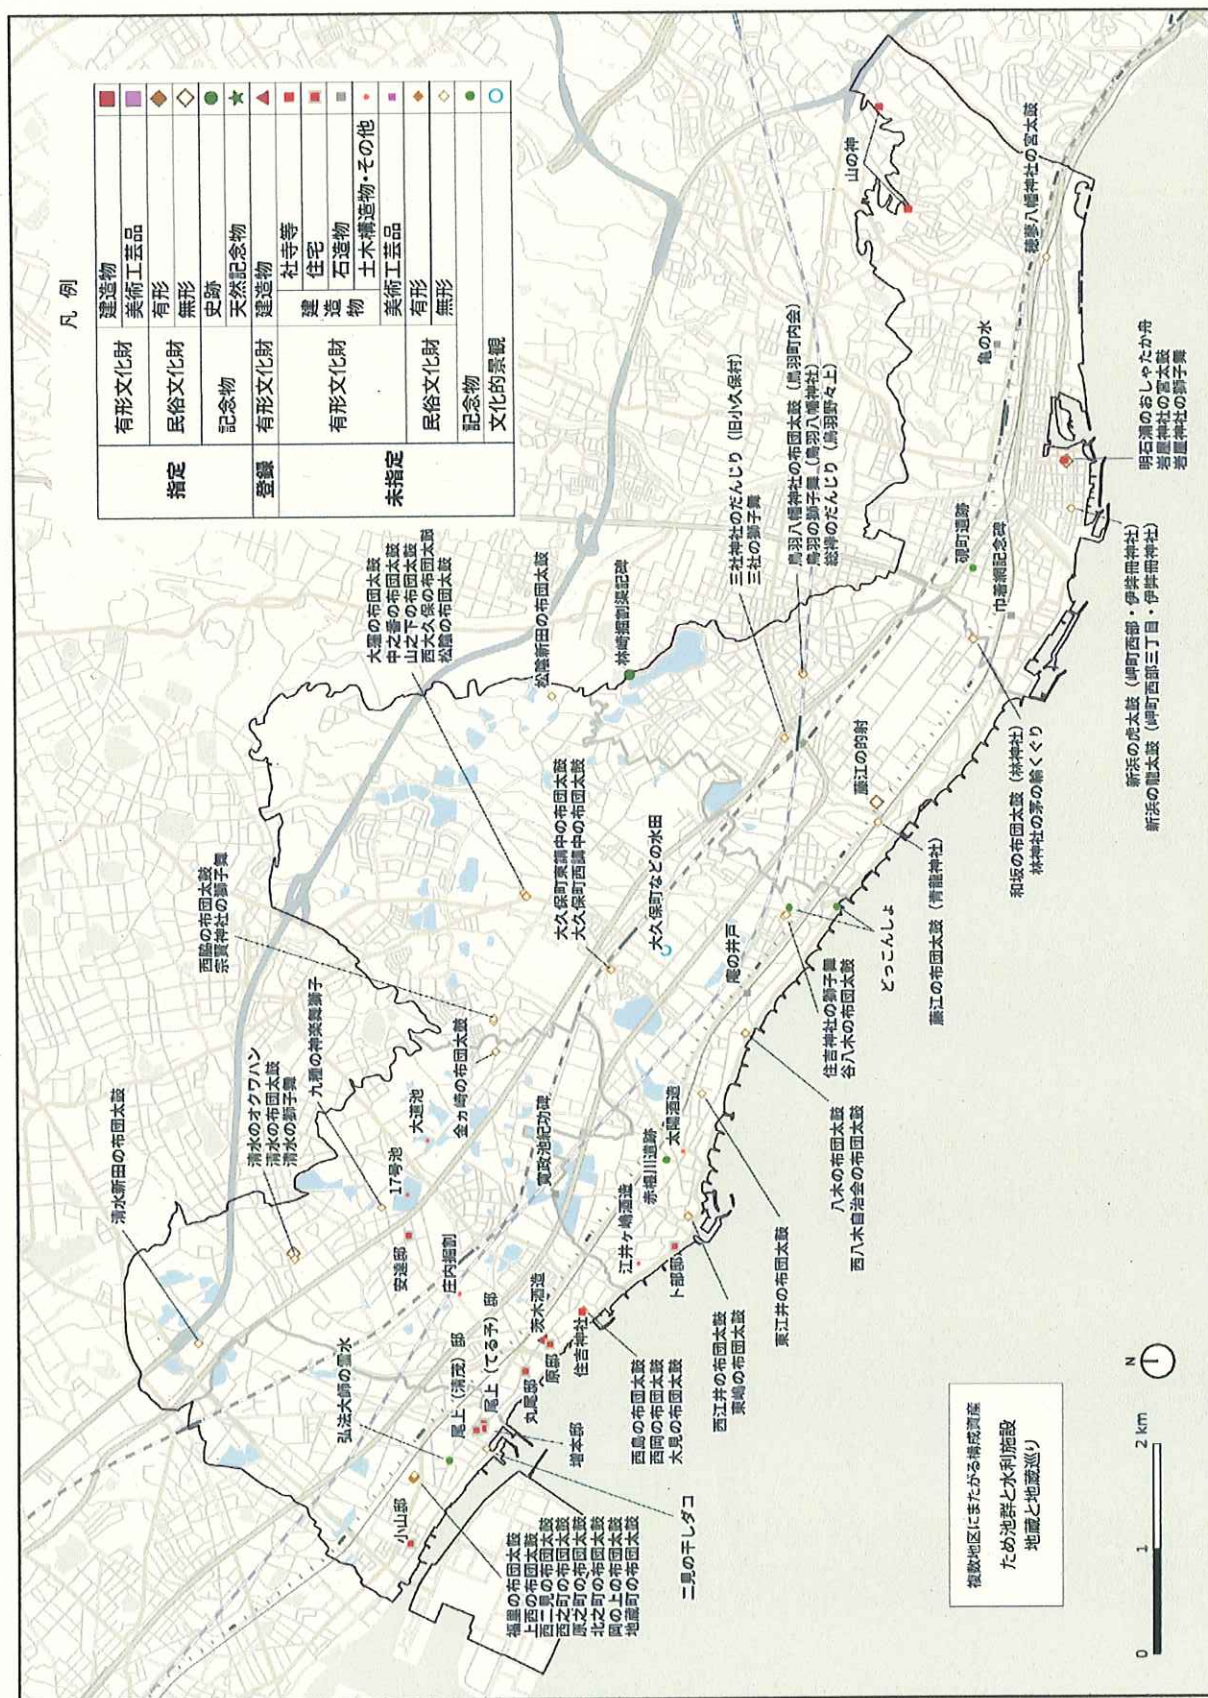 凡例
指定
有形文化財
建造物
美術工芸品
民俗文化財
有形
無形
記念物
史跡
天然記念物
登録
有形文化財
建造物
未指定
有形文化財
建造物
社寺等
住宅
石造物
土木構造物・その他
美術工芸品
民俗文化財
有形
無形
記念物
文化的景観
清水新田の布団太鼓
清水のオクワハン
清水の布団太鼓
清水の獅子舞
九種の神楽舞獅子
西脇の布団太鼓
宗賀神社の獅子舞
大窪の布団太鼓
中之番の布団太鼓
山之下の布団太鼓
西大久保の布団太鼓
松陰の布団太鼓
松陰新田の布団太鼓
林崎掘割渠記碑
三社神社のだんじり（旧小久保村）
三社の獅子舞
鳥羽八幡神社の布団太鼓（鳥羽町内会）
鳥羽の獅子舞（鳥羽八幡神社）
総神のだんじり（鳥羽野々上）
山の神
穂蓼八幡神社の宮太鼓
亀の水
硯町遺跡
巾着網記念碑
明石浦のおしゃたか舟
岩屋神社の宮太鼓
岩屋神社の獅子舞
新浜の虎太鼓（岬町西部・伊弉冊神社）
新浜の龍太鼓（岬町西部三丁目・伊弉冊神社）
和坂の布団太鼓（林神社）
林神社の茅の輪くぐり
藤江の的射
藤江の布団太鼓（青龍神社）
どっこんしょ
住吉神社の獅子舞
谷八木の布団太鼓
大久保町東講中の布団太鼓
大久保町西講中の布団太鼓
大久保町などの水田
庵の井戸
八木の布団太鼓
西八木自治会の布団太鼓
金ヵ崎の布団太鼓
大道池
17号池
安達邸
庄内掘割
寛政池紀功碑
太陽酒造
赤根川遺跡
江井ヶ嶋酒造
卜部邸
東江井の布団太鼓
西江井の布団太鼓
東嶋の布団太鼓
住吉神社
西島の布団太鼓
西岡の布団太鼓
大見の布団太鼓
茨木酒造
原邸
丸尾邸
尾上（てる予）邸
尾上（清茂）邸
増本邸
弘法大師の霊水
小山邸
二見の干しダコ
福里の布団太鼓
上西の布団太鼓
西二見の布団太鼓
西之町の布団太鼓
原之町の布団太鼓
北之町の布団太鼓
岡の上の布団太鼓
地蔵町の布団太鼓
複数地区にまたがる構成資産
ため池群と水利施設
地蔵と地蔵巡り
N
0 1 2 km